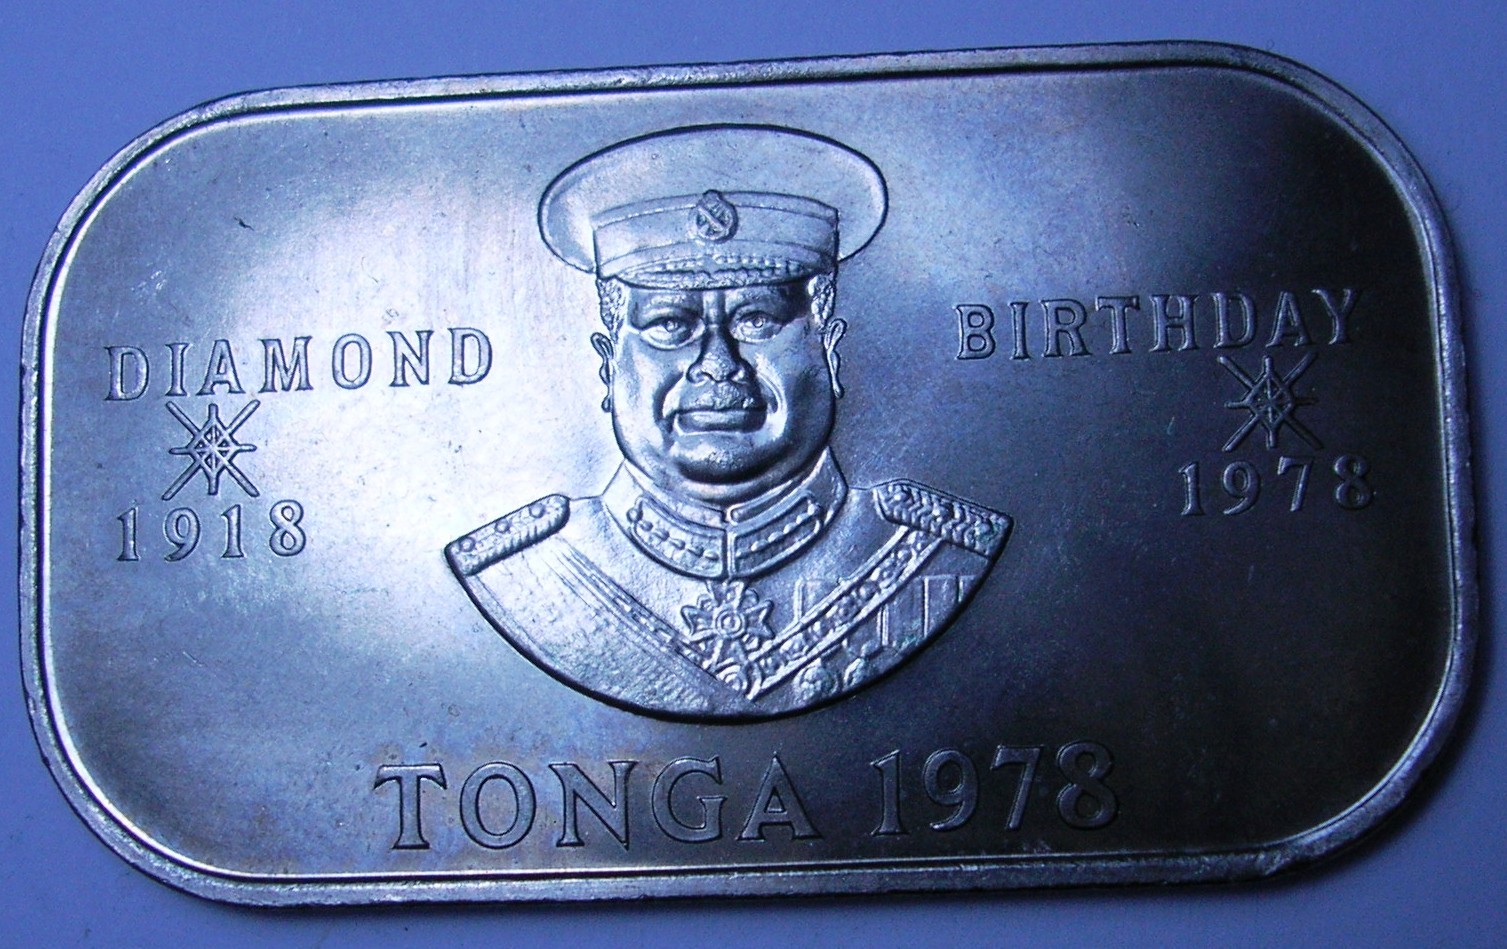 DIAMOND
1918
BIRTHDAY
1978
TONGA 1978